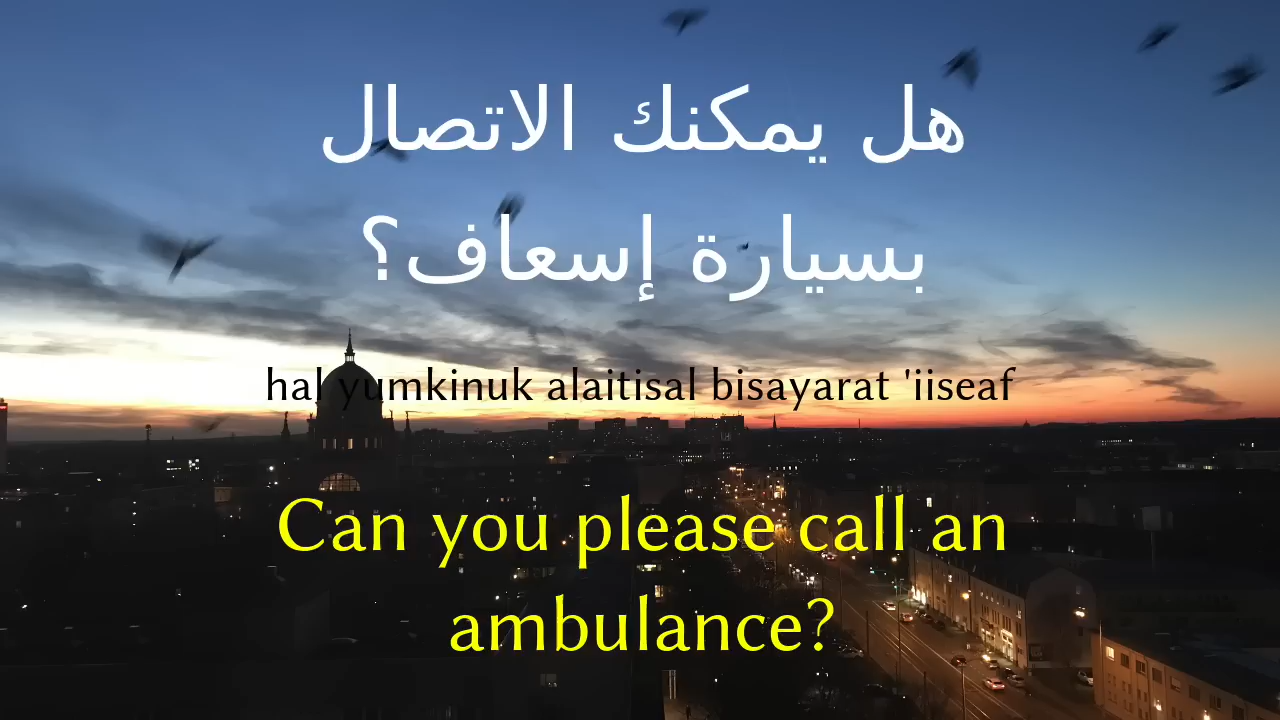 هل يمكنك الاتصال
بسيارة إسعاف؟
hal yumkinuk alaitisal bisayarat 'iiseaf
Can you please call an
ambulance?